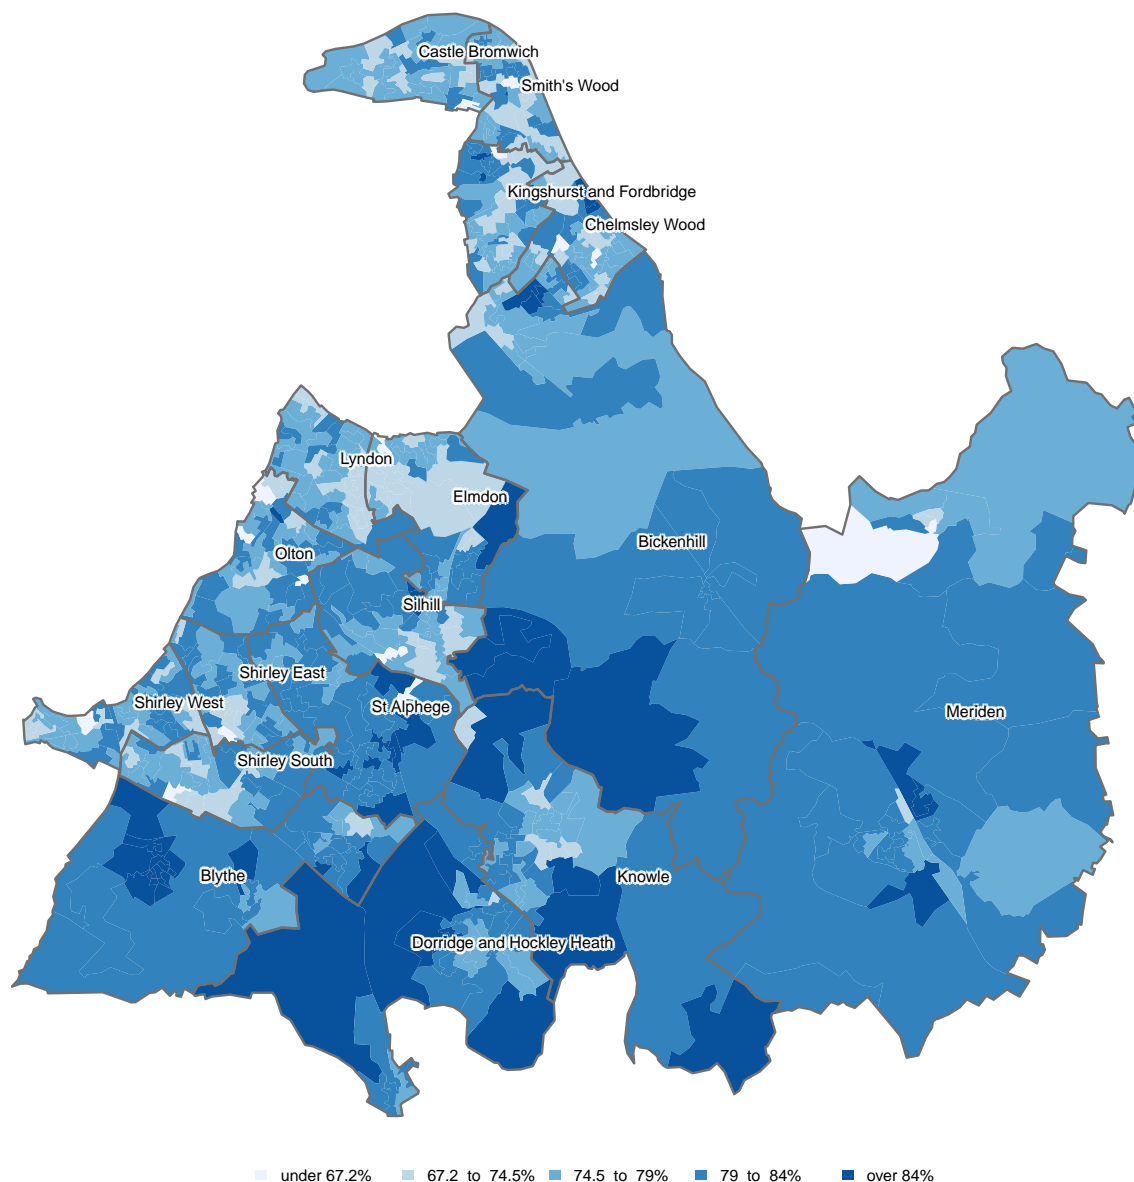 Castle Bromwich
Smith's Wood
Kingshurst and Fordbridge
Chelmsley Wood
Lyndon
Elmdon
Bickenhill
Olton
Silhill
Shirley East
Shirley West
St Alphege
Meriden
Shirley South
Blythe
Knowle
Dorridge and Hockley Heath
under 67.2% 67.2 to 74.5% 74.5 to 79% 79 to 84% over 84%